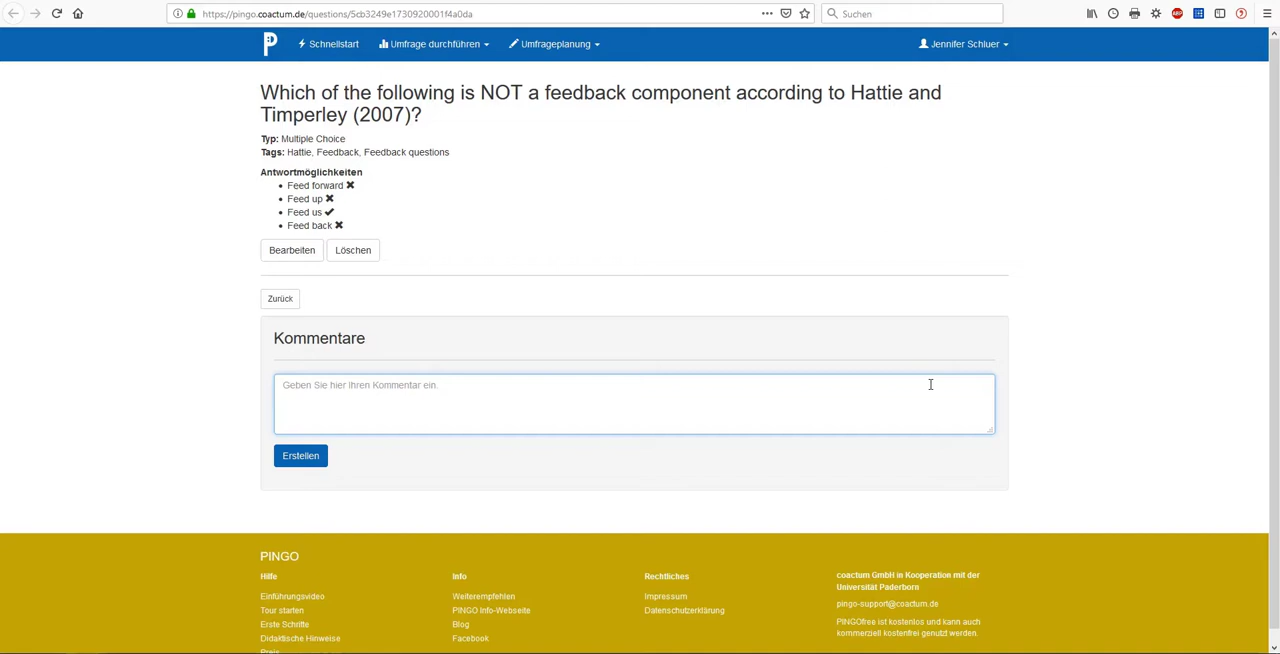 https://pingo.coactum.de/questions/5cb3249e1730920001f4a0da
Suchen
Schnellstart
Umfrage durchführen
Umfrageplanung
Jennifer Schluer
Which of the following is NOT a feedback component according to Hattie and
Timperley (2007)?
Typ: Multiple Choice
Tags: Hattie, Feedback, Feedback questions
Antwortmöglichkeiten
Feed forward
Feed up
Feed us
Feed back
Bearbeiten
Löschen
Zurück
Kommentare
Geben Sie hier Ihren Kommentar ein.
Erstellen
PINGO
Hilfe
Einführungsvideo
Tour starten
Erste Schritte
Didaktische Hinweise
Preis
Info
Weiterempfehlen
PINGO Info-Webseite
Blog
Facebook
Rechtliches
Impressum
Datenschutzerklärung
coactum GmbH in Kooperation mit der
Universität Paderborn
pingo-support@coactum.de
PINGOfree ist kostenlos und kann auch
kommerziell kostenfrei genutzt werden.